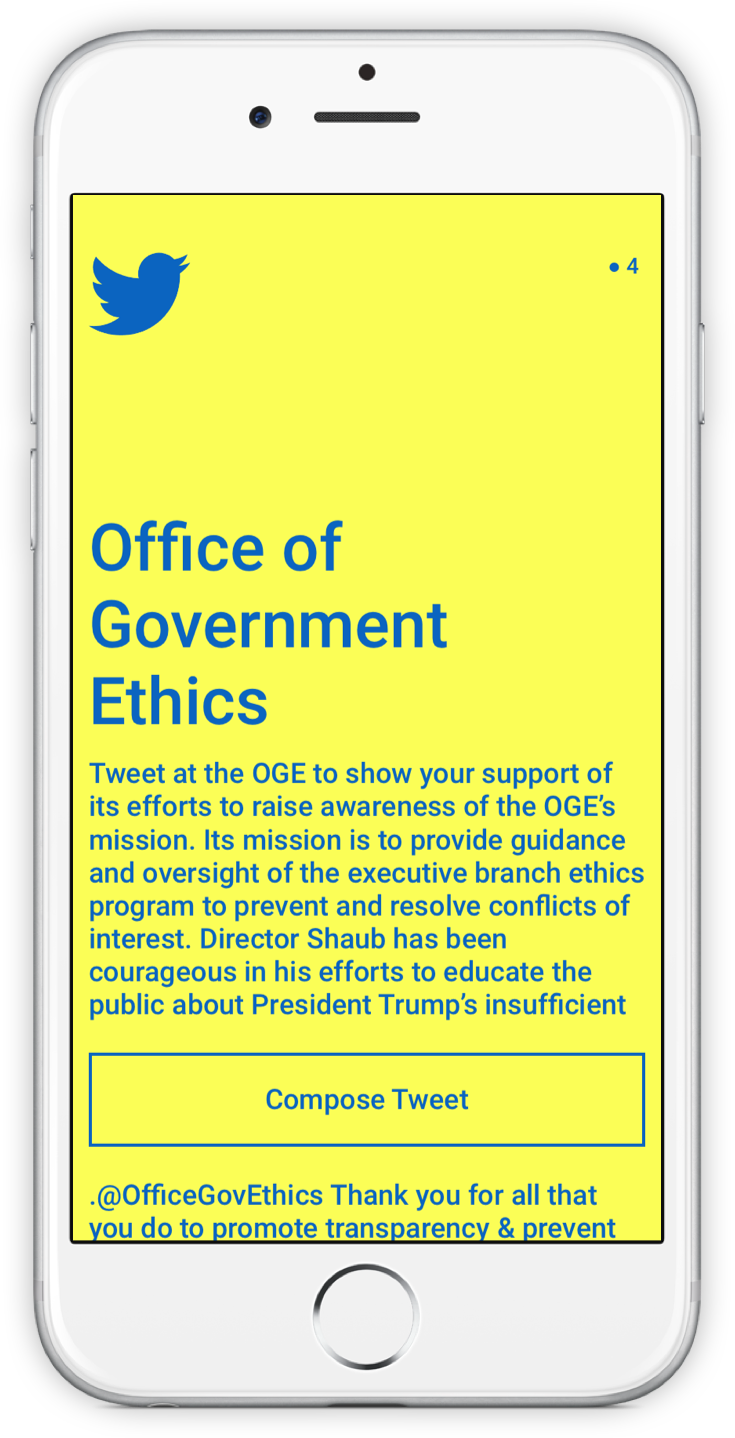 • 4
Office of
Government
Ethics
Tweet at the OGE to show your support of
its efforts to raise awareness of the OGE’s
mission. Its mission is to provide guidance
and oversight of the executive branch ethics
program to prevent and resolve conflicts of
interest. Director Shaub has been
courageous in his efforts to educate the
public about President Trump’s insufficient
Compose Tweet
.@OfficeGovEthics Thank you for all that
you do to promote transparency & prevent